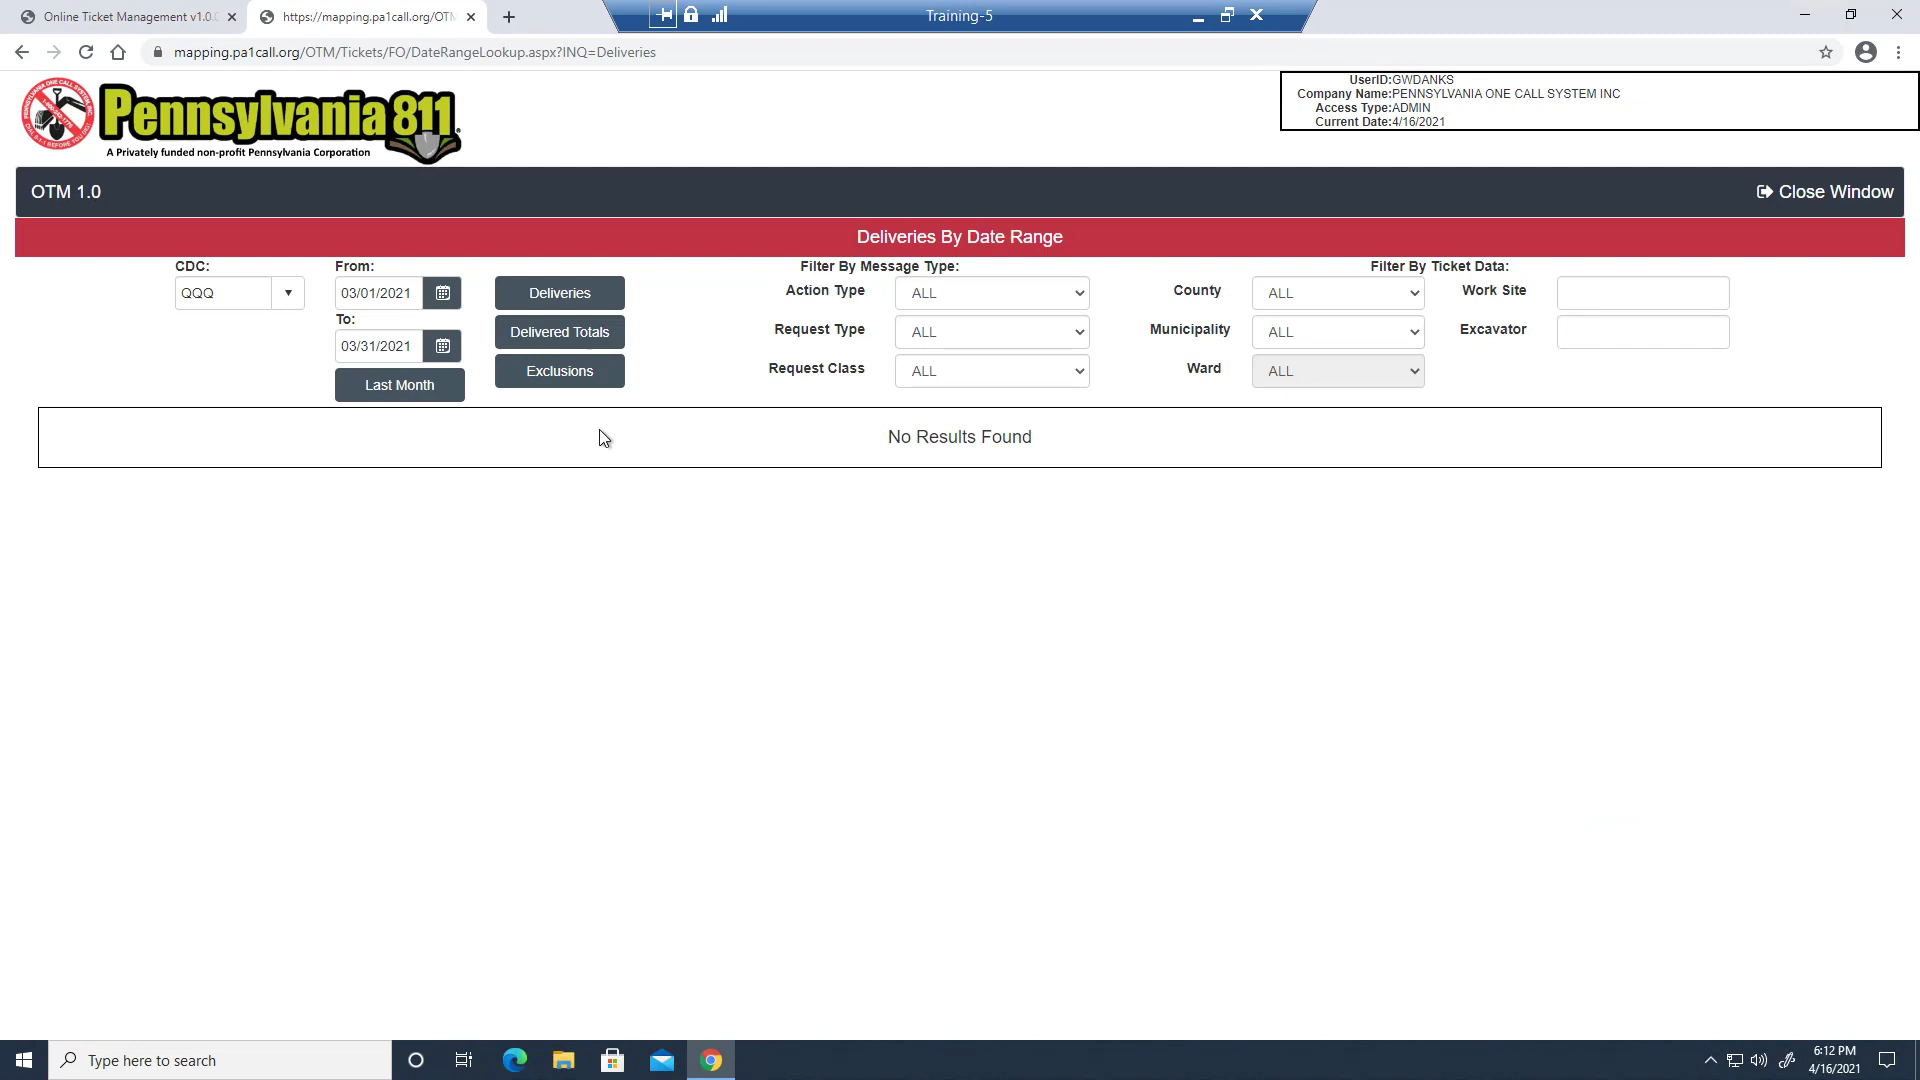 Online Ticket Management v1.0.
https://mapping.pa1call.org/OTM
Training-5
mapping.pa1call.org/OTM/Tickets/FO/DateRangeLookup.aspx?INQ=Deliveries
Pennsylvania 811
A Privately funded non-profit Pennsylvania Corporation
UserID:GWDANKS
Company Name:PENNSYLVANIA ONE CALL SYSTEM INC
Access Type:ADMIN
Current Date:4/16/2021
OTM 1.0
Close Window
Deliveries By Date Range
CDC:
From:
Filter By Message Type:
Filter By Ticket Data:
QQQ
03/01/2021
Deliveries
Action Type
ALL
County
ALL
Work Site
To:
Delivered Totals
Request Type
ALL
Municipality
ALL
Excavator
03/31/2021
Exclusions
Request Class
ALL
Ward
ALL
Last Month
No Results Found
Type here to search
6:12 PM
4/16/2021